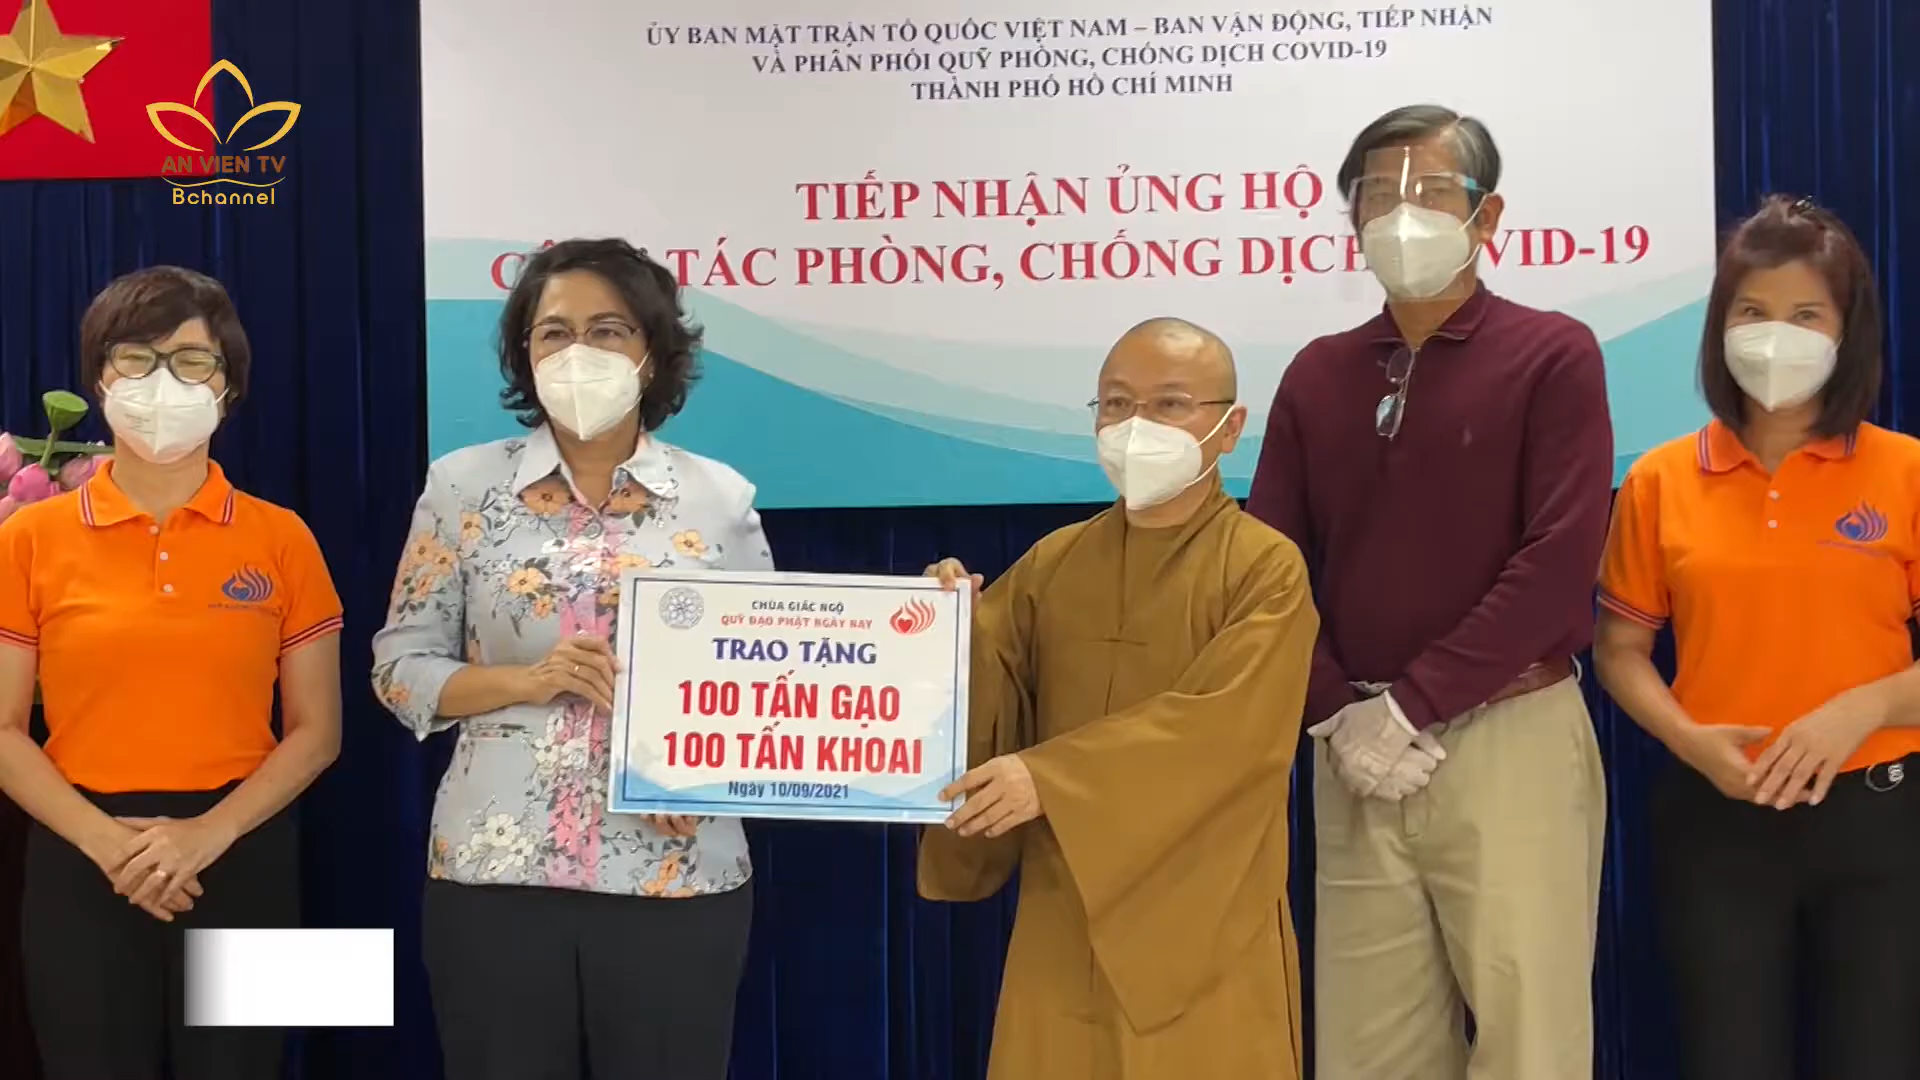 ỦY BAN MẶT TRẬN TỔ QUỐC VIỆT NAM – BAN VẬN ĐỘNG, TIẾP NHẬN
VÀ PHÂN PHỐI QUỸ PHÒNG, CHỐNG DỊCH COVID-19
THÀNH PHỐ HỒ CHÍ MINH
AN VIEN TV
Bchannel
TIẾP NHẬN ỦNG HỘ
TÁC PHÒNG, CHỐNG DỊCH COVID-19
CHÙA GIÁC NGỘ
QUỸ ĐẠO PHẬT NGÀY NAY
TRAO TẶNG
100 TẤN GẠO
100 TẤN KHOAI
Ngày 10/09/2021